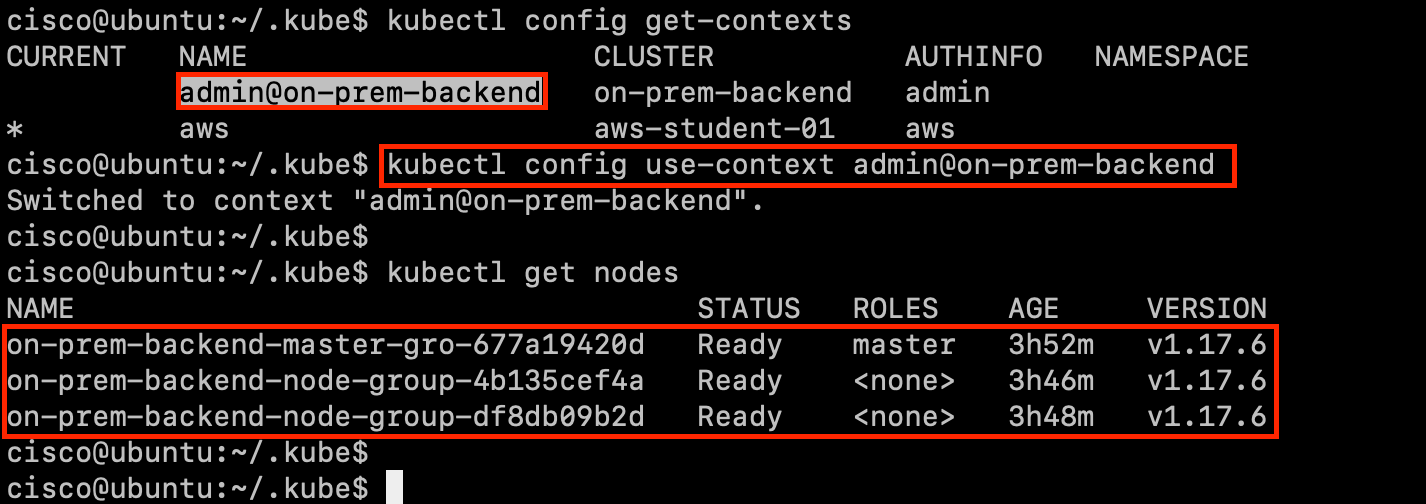 cisco@ubuntu:~/.kube$ kubectl config get-contexts
CURRENT   NAME                    CLUSTER           AUTHINFO   NAMESPACE
          admin@on-prem-backend   on-prem-backend   admin
*         aws                     aws-student-01    aws
cisco@ubuntu:~/.kube$ kubectl config use-context admin@on-prem-backend
Switched to context "admin@on-prem-backend".
cisco@ubuntu:~/.kube$
cisco@ubuntu:~/.kube$ kubectl get nodes
NAME                                    STATUS   ROLES    AGE     VERSION
on-prem-backend-master-gro-677a19420d   Ready    master   3h52m   v1.17.6
on-prem-backend-node-group-4b135cef4a   Ready    <none>   3h46m   v1.17.6
on-prem-backend-node-group-df8db09b2d   Ready    <none>   3h48m   v1.17.6
cisco@ubuntu:~/.kube$
cisco@ubuntu:~/.kube$